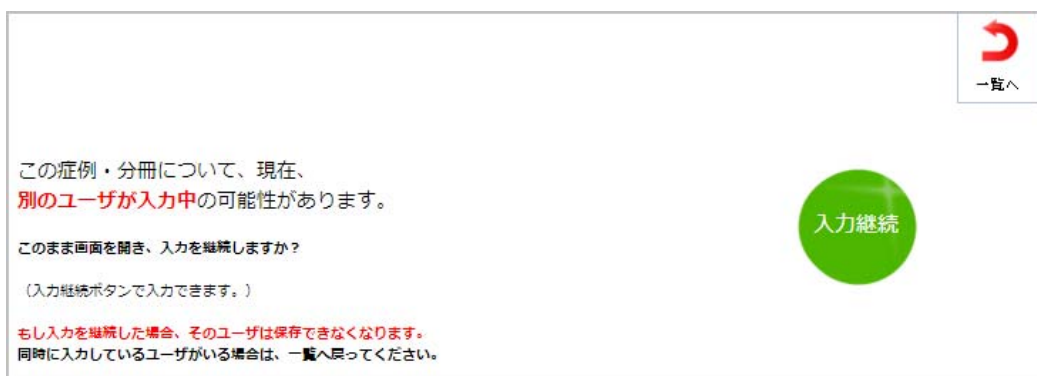 一覧へ
この症例・分冊について、現在、
別のユーザが入力中の可能性があります。
入力継続
このまま画面を開き、入力を継続しますか?
（入力継続ボタンで入力できます。）
もし入力を継続した場合、そのユーザは保存できなくなります。
同時に入力しているユーザがいる場合は、一覧へ戻ってください。